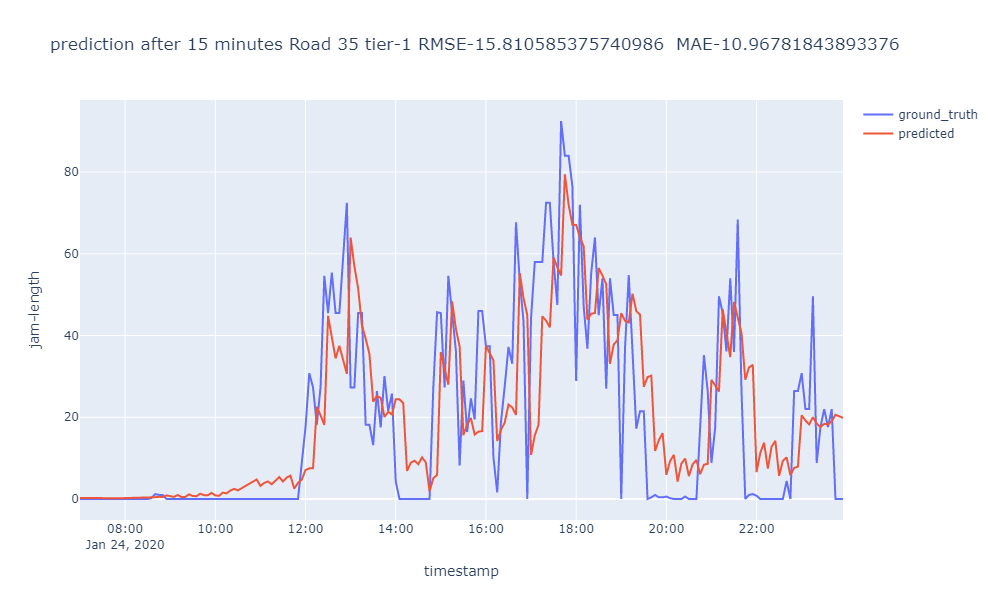 prediction after 15 minutes Road 35 tier-1 RMSE-15.810585375740986  MAE-10.96781843893376
ground_truth
predicted
jam-length
80
60
40
20
0
08:00 10:00 12:00 14:00 16:00 18:00 20:00 22:00
Jan 24, 2020
timestamp